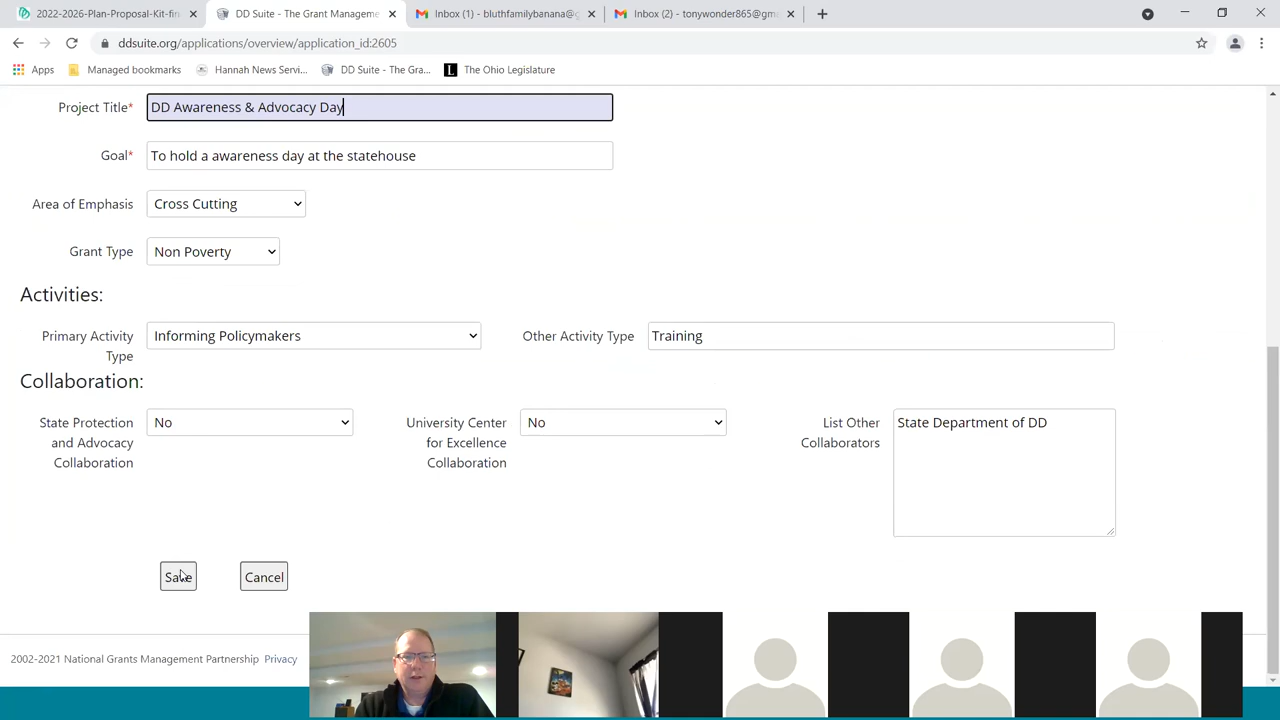 2022-2026-Plan-Proposal-Kit-fin
DD Suite - The Grant Manageme
Inbox (1) - bluthfamilybanana@g
Inbox (2) - tonywonder865@gm
ddsuite.org/applications/overview/application_id:2605
Apps
Managed bookmarks
Hannah News Servi...
DD Suite - The Gra...
The Ohio Legislature
Project Title*
DD Awareness & Advocacy Day
Goal*
To hold a awareness day at the statehouse
Area of Emphasis
Cross Cutting
Grant Type
Non Poverty
Activities:
Primary Activity
Type
Informing Policymakers
Other Activity Type
Training
Collaboration:
State Protection
and Advocacy
Collaboration
No
University Center
for Excellence
Collaboration
No
List Other
Collaborators
State Department of DD
Save
Cancel
2002-2021 National Grants Management Partnership Privacy